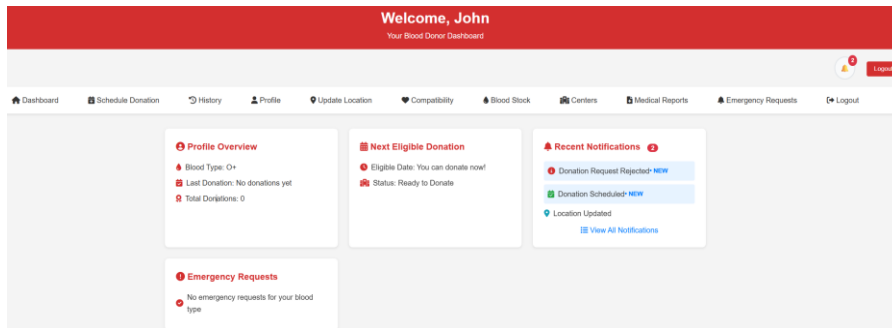 Welcome, John
Your Blood Donor Dashboard
2
Logout
Dashboard Schedule Donation History Profile Update Location Compatibility Blood Stock Centers Medical Reports Emergency Requests Logout
Profile Overview
Blood Type: O+
Last Donation: No donations yet
Total Donations: 0
Next Eligible Donation
Eligible Date: You can donate now!
Status: Ready to Donate
Recent Notifications 2
Donation Request Rejected• NEW
Donation Scheduled• NEW
Location Updated
View All Notifications
Emergency Requests
No emergency requests for your blood
type